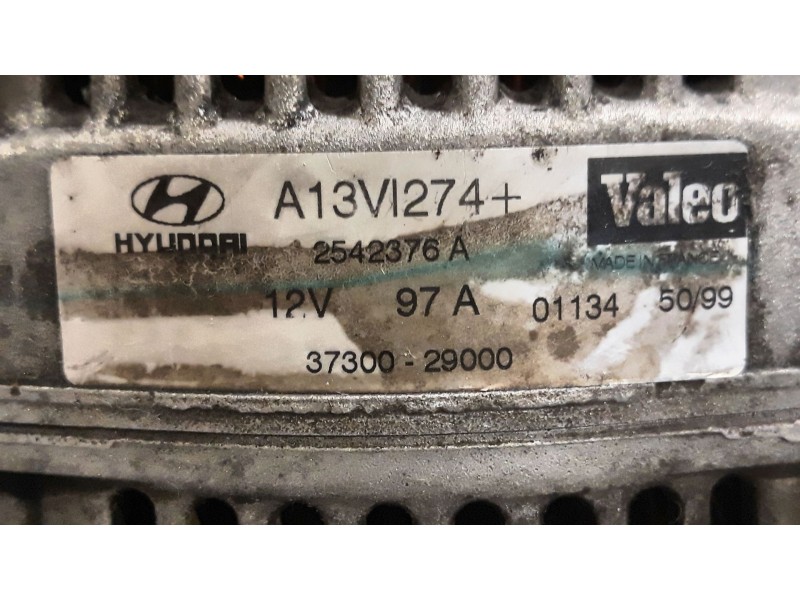 A13VI274+
Valeo
HYUNDAI
2542376 A
MADE IN FRANCE
12V 97 A 01134 50/99
37300 - 29000